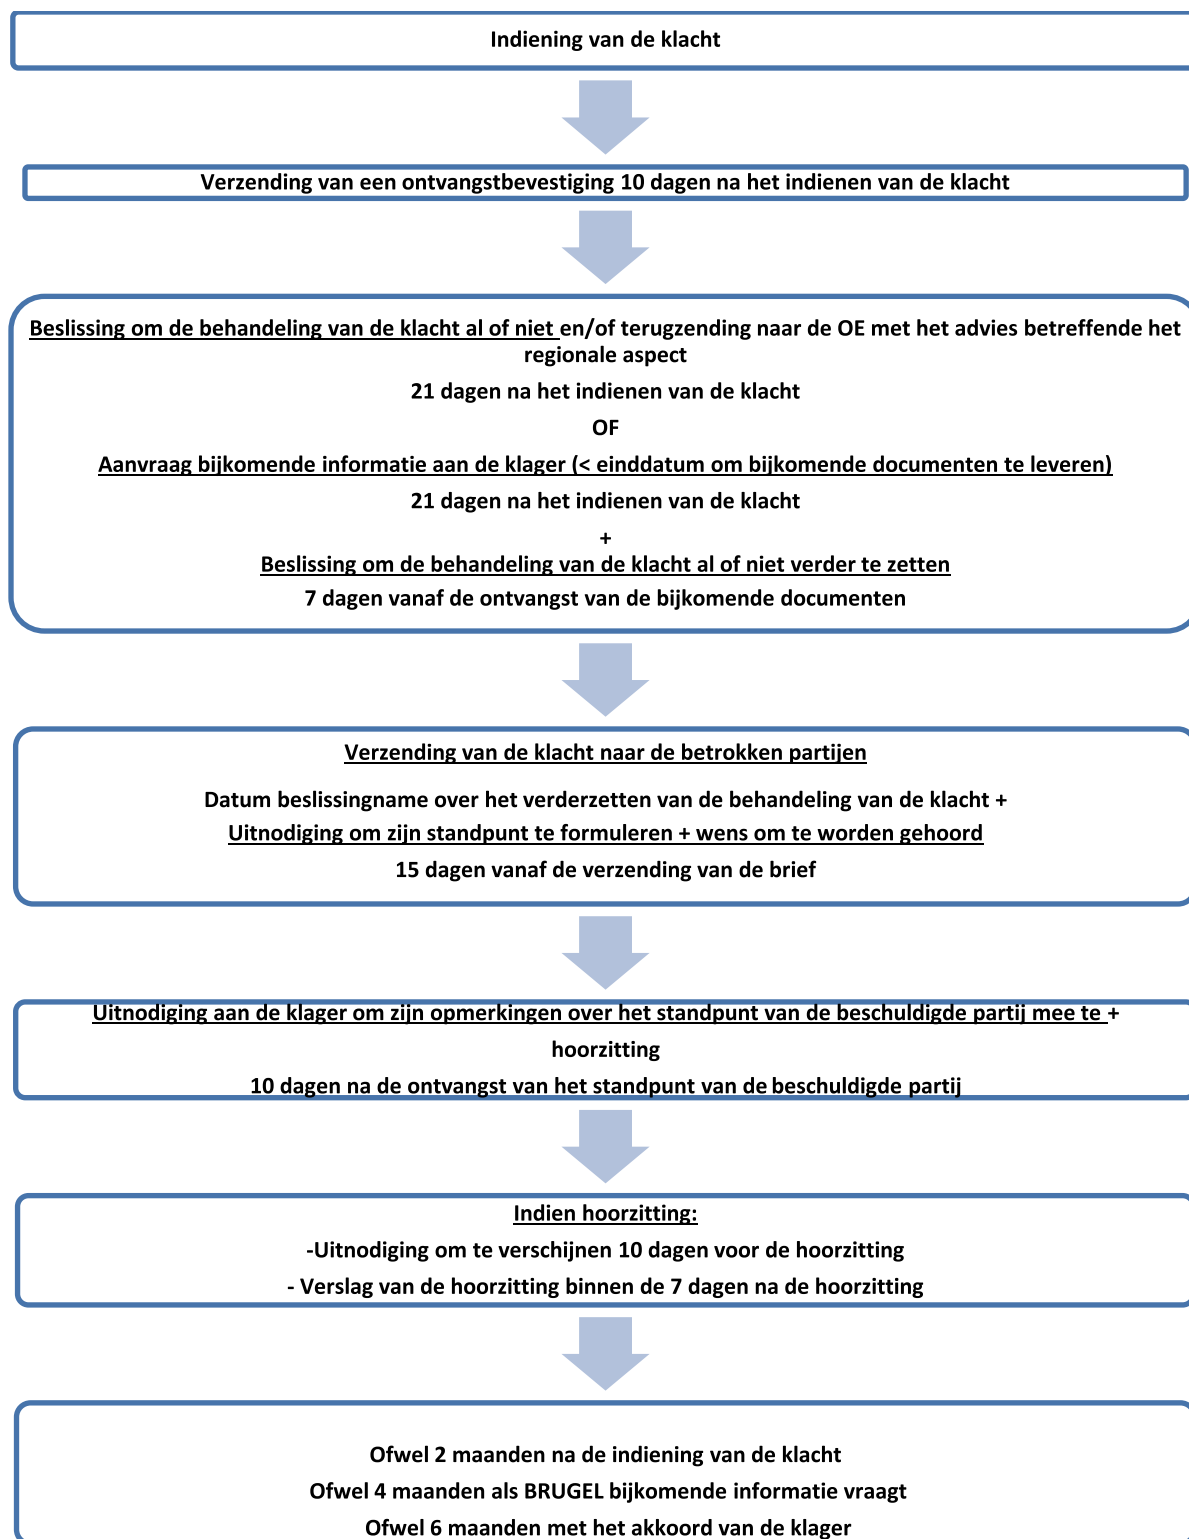 Indiening van de klacht
Verzending van een ontvangstbevestiging 10 dagen na het indienen van de klacht
Beslissing om de behandeling van de klacht al of niet en/of terugzending naar de OE met het advies betreffende het
regionale aspect
21 dagen na het indienen van de klacht
OF
Aanvraag bijkomende informatie aan de klager (< einddatum om bijkomende documenten te leveren)
21 dagen na het indienen van de klacht
+
Beslissing om de behandeling van de klacht al of niet verder te zetten
7 dagen vanaf de ontvangst van de bijkomende documenten
Verzending van de klacht naar de betrokken partijen
Datum beslissingname over het verderzetten van de behandeling van de klacht +
Uitnodiging om zijn standpunt te formuleren + wens om te worden gehoord
15 dagen vanaf de verzending van de brief
Uitnodiging aan de klager om zijn opmerkingen over het standpunt van de beschuldigde partij mee te +
hoorzitting
10 dagen na de ontvangst van het standpunt van de beschuldigde partij
Indien hoorzitting:
-Uitnodiging om te verschijnen 10 dagen voor de hoorzitting
- Verslag van de hoorzitting binnen de 7 dagen na de hoorzitting
Ofwel 2 maanden na de indiening van de klacht
Ofwel 4 maanden als BRUGEL bijkomende informatie vraagt
Ofwel 6 maanden met het akkoord van de klager